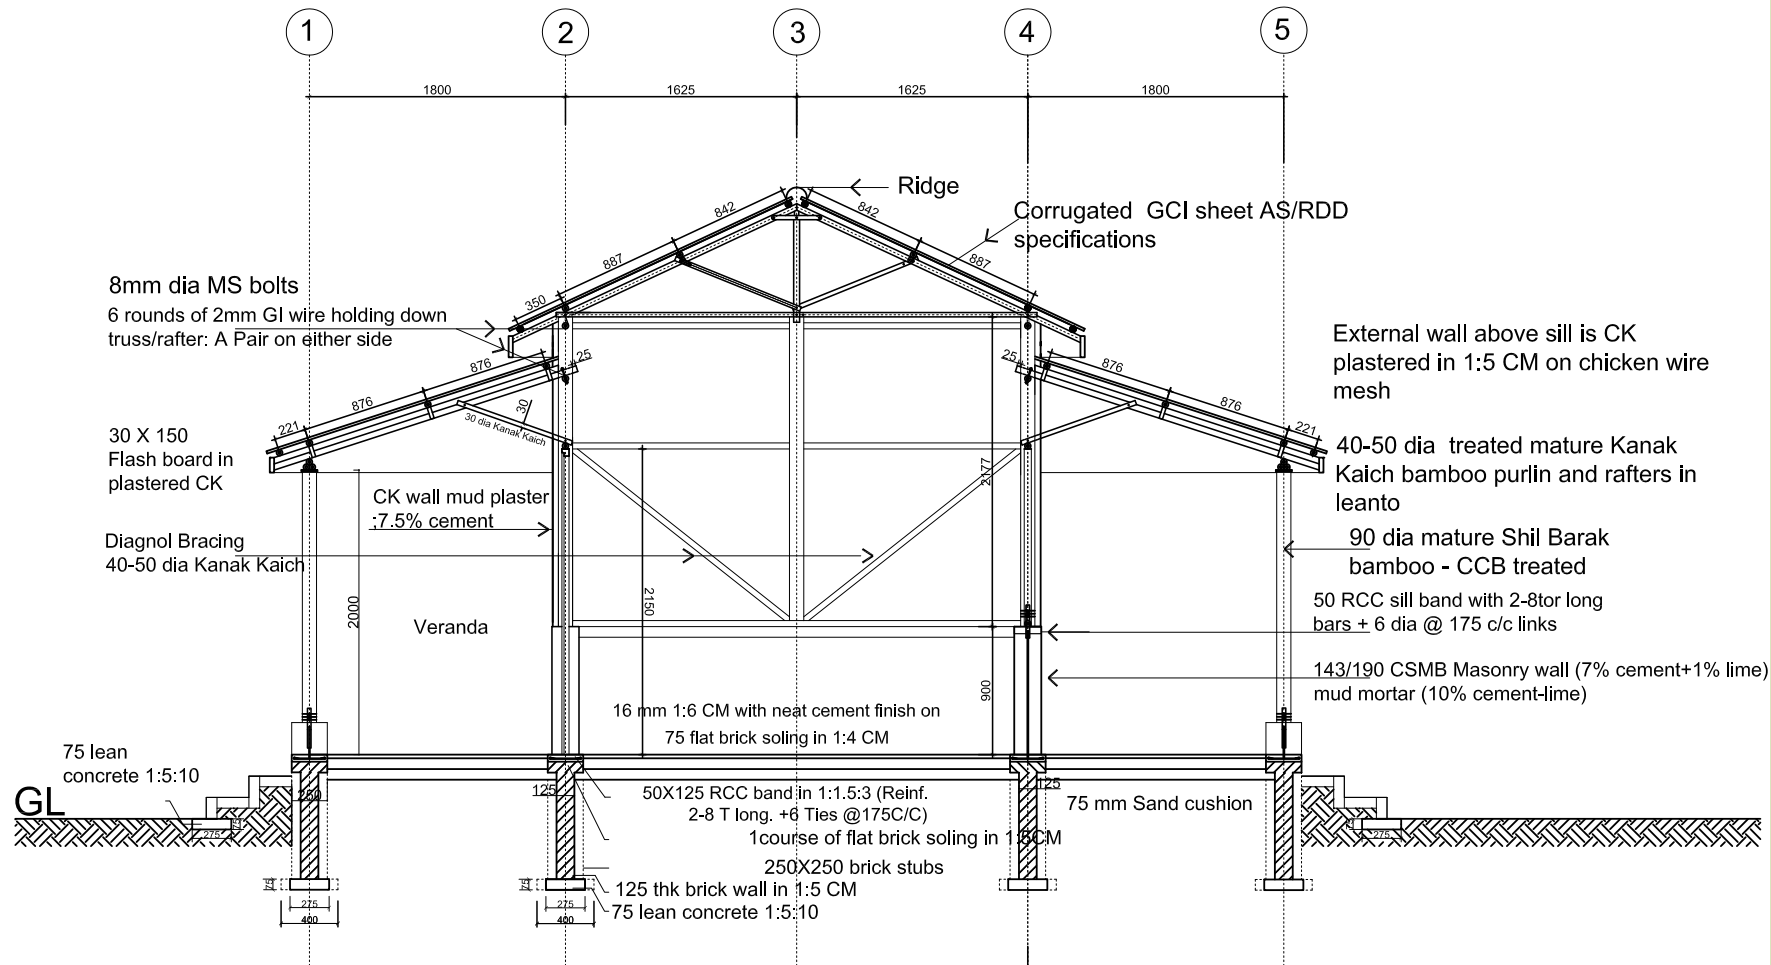 1
2
3
4
5
1800
1625
1625
1800
Ridge
842
842
Corrugated GCI sheet AS/RDD
specifications
887
887
350
8mm dia MS bolts
6 rounds of 2mm GI wire holding down
truss/rafter: A Pair on either side
External wall above sill is CK
plastered in 1:5 CM on chicken wire
mesh
25
25
876
876
876
876
221
221
30
30 dia Kanak Kaich
30 X 150
Flash board in
plastered CK
40-50 dia treated mature Kanak
Kaich bamboo purlin and rafters in
leanto
2177
CK wall mud plaster
;7.5% cement
Diagnol Bracing
40-50 dia Kanak Kaich
90 dia mature Shil Barak
bamboo - CCB treated
2000
2150
Veranda
50 RCC sill band with 2-8tor long
bars + 6 dia @ 175 c/c links
143/190 CSMB Masonry wall (7% cement+1% lime)
mud mortar (10% cement-lime)
900
16 mm 1:6 CM with neat cement finish on
75 flat brick soling in 1:4 CM
75 lean
concrete 1:5:10
GL
250
125
125
50X125 RCC band in 1:1.5:3 (Reinf.
2-8 T long. +6 Ties @175C/C)
75 mm Sand cushion
1course of flat brick soling in 1:5CM
275
75
75
275
250X250 brick stubs
125 thk brick wall in 1:5 CM
75 lean concrete 1:5:10
75
275
400
75
275
400